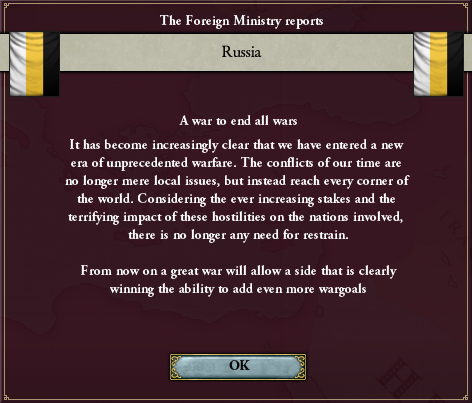 The Foreign Ministry reports
Russia
A war to end all wars
It has become increasingly clear that we have entered a new
era of unprecedented warfare. The conflicts of our time are
no longer mere local issues, but instead reach every corner of
the world. Considering the ever increasing stakes and the
terrifying impact of these hostilities on the nations involved,
there is no longer any need for restrain.
From now on a great war will allow a side that is clearly
winning the ability to add even more wargoals
OK